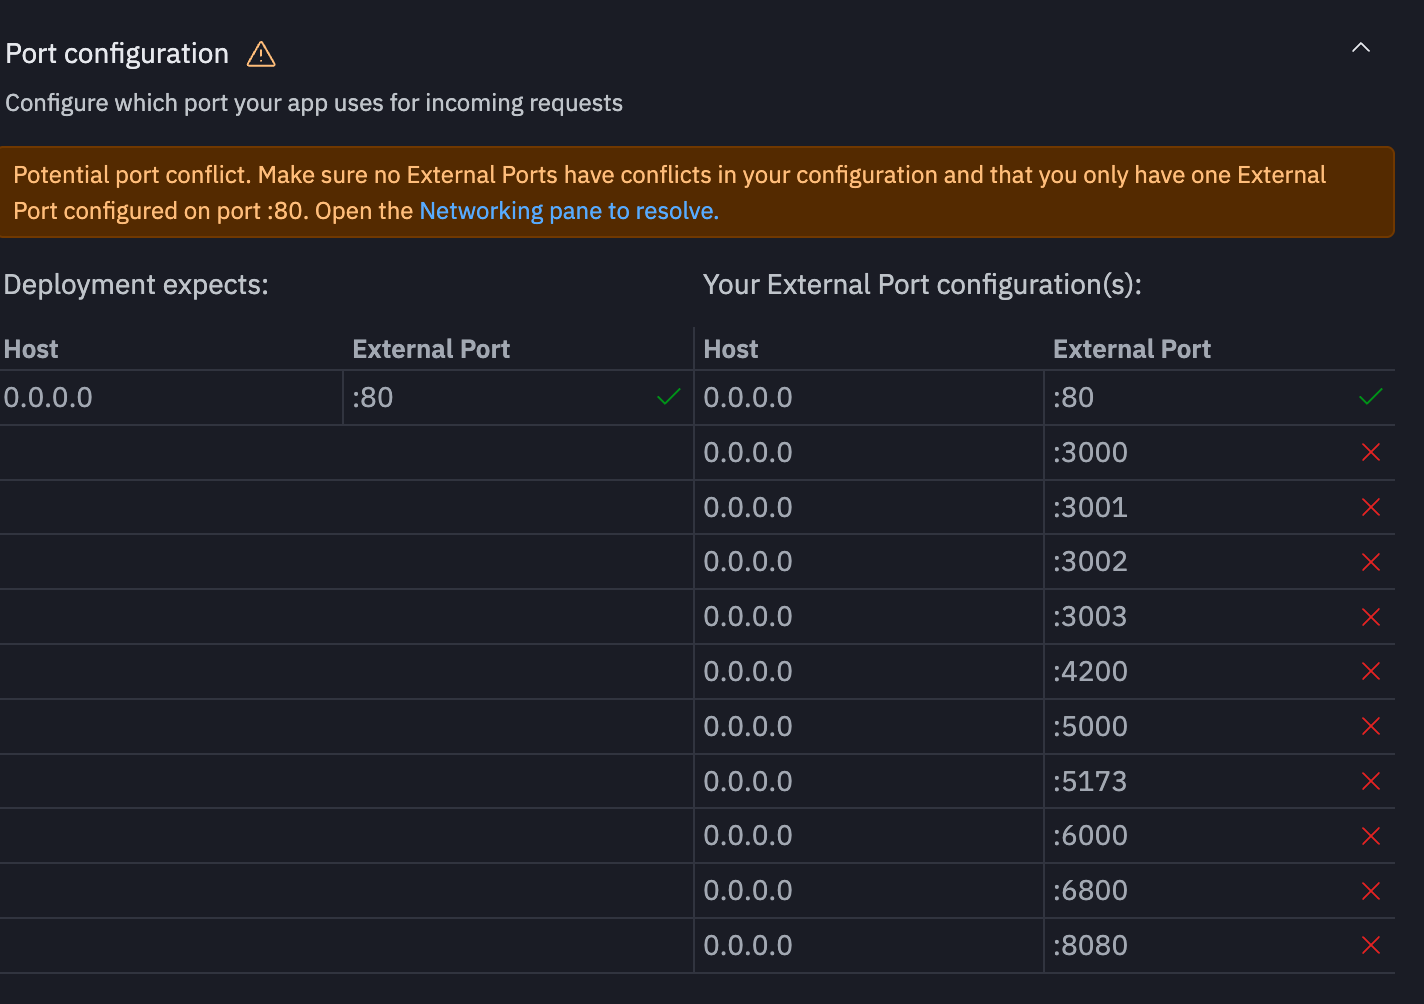 Port configuration
Configure which port your app uses for incoming requests
Potential port conflict. Make sure no External Ports have conflicts in your configuration and that you only have one External
Port configured on port :80. Open the Networking pane to resolve.
Deployment expects:
Your External Port configuration(s):
Host External Port Host External Port
0.0.0.0 :80 0.0.0.0 :80
0.0.0.0 :3000
0.0.0.0 :3001
0.0.0.0 :3002
0.0.0.0 :3003
0.0.0.0 :4200
0.0.0.0 :5000
0.0.0.0 :5173
0.0.0.0 :6000
0.0.0.0 :6800
0.0.0.0 :8080